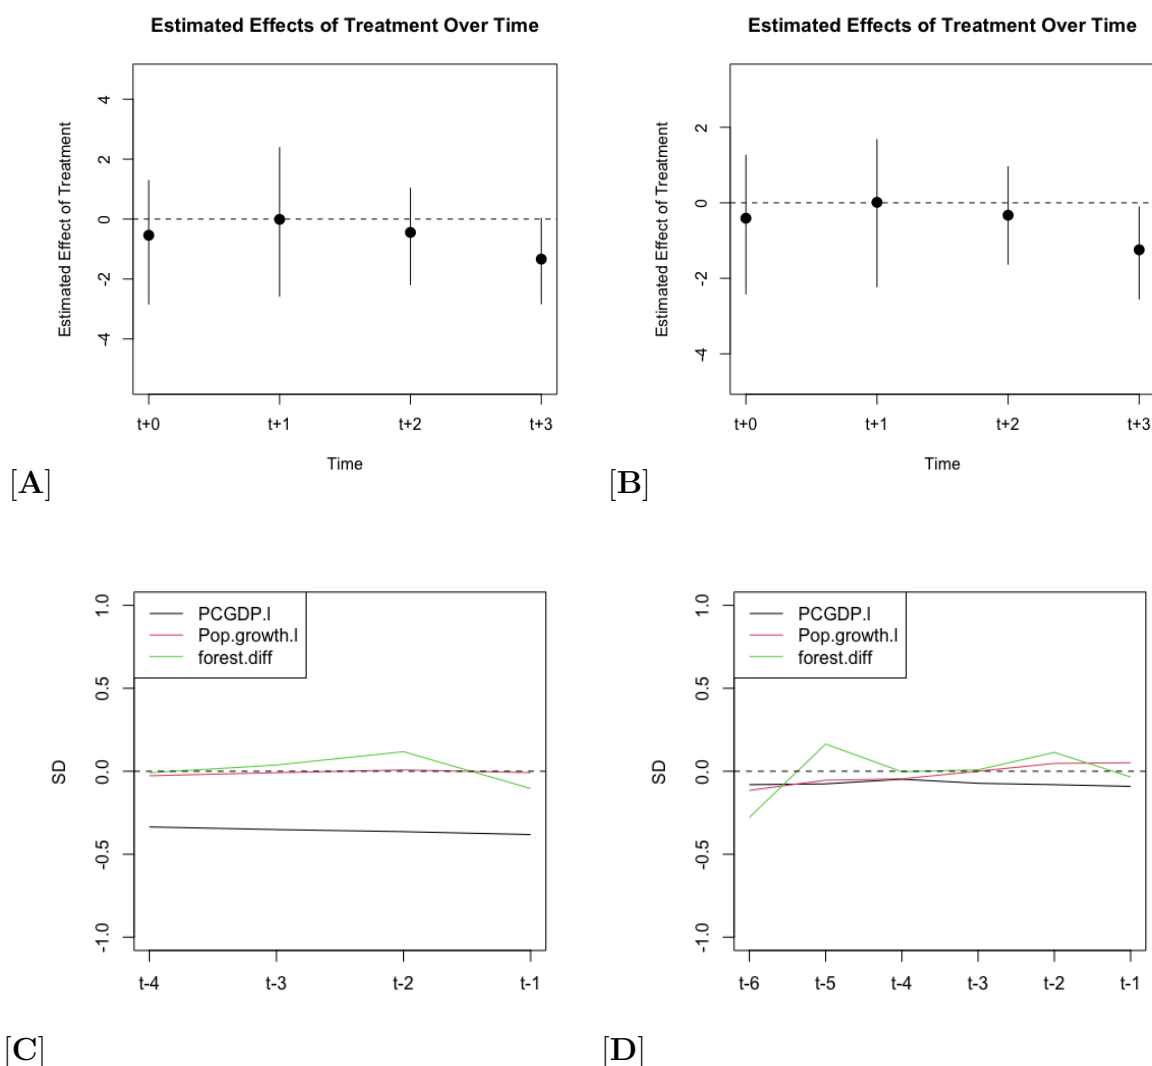 Estimated Effects of Treatment Over Time
Estimated Effect of Treatment
4
2
0
-2
-4
t+0 t+1 t+2 t+3
Time
[A]
Estimated Effects of Treatment Over Time
Estimated Effect of Treatment
2
0
-2
-4
t+0 t+1 t+2 t+3
Time
[B]
PCGDP.l
Pop.growth.l
forest.diff
SD
1.0
0.5
0.0
-0.5
-1.0
t-4 t-3 t-2 t-1
[C]
PCGDP.l
Pop.growth.l
forest.diff
SD
1.0
0.5
0.0
-0.5
-1.0
t-6 t-5 t-4 t-3 t-2 t-1
[D]